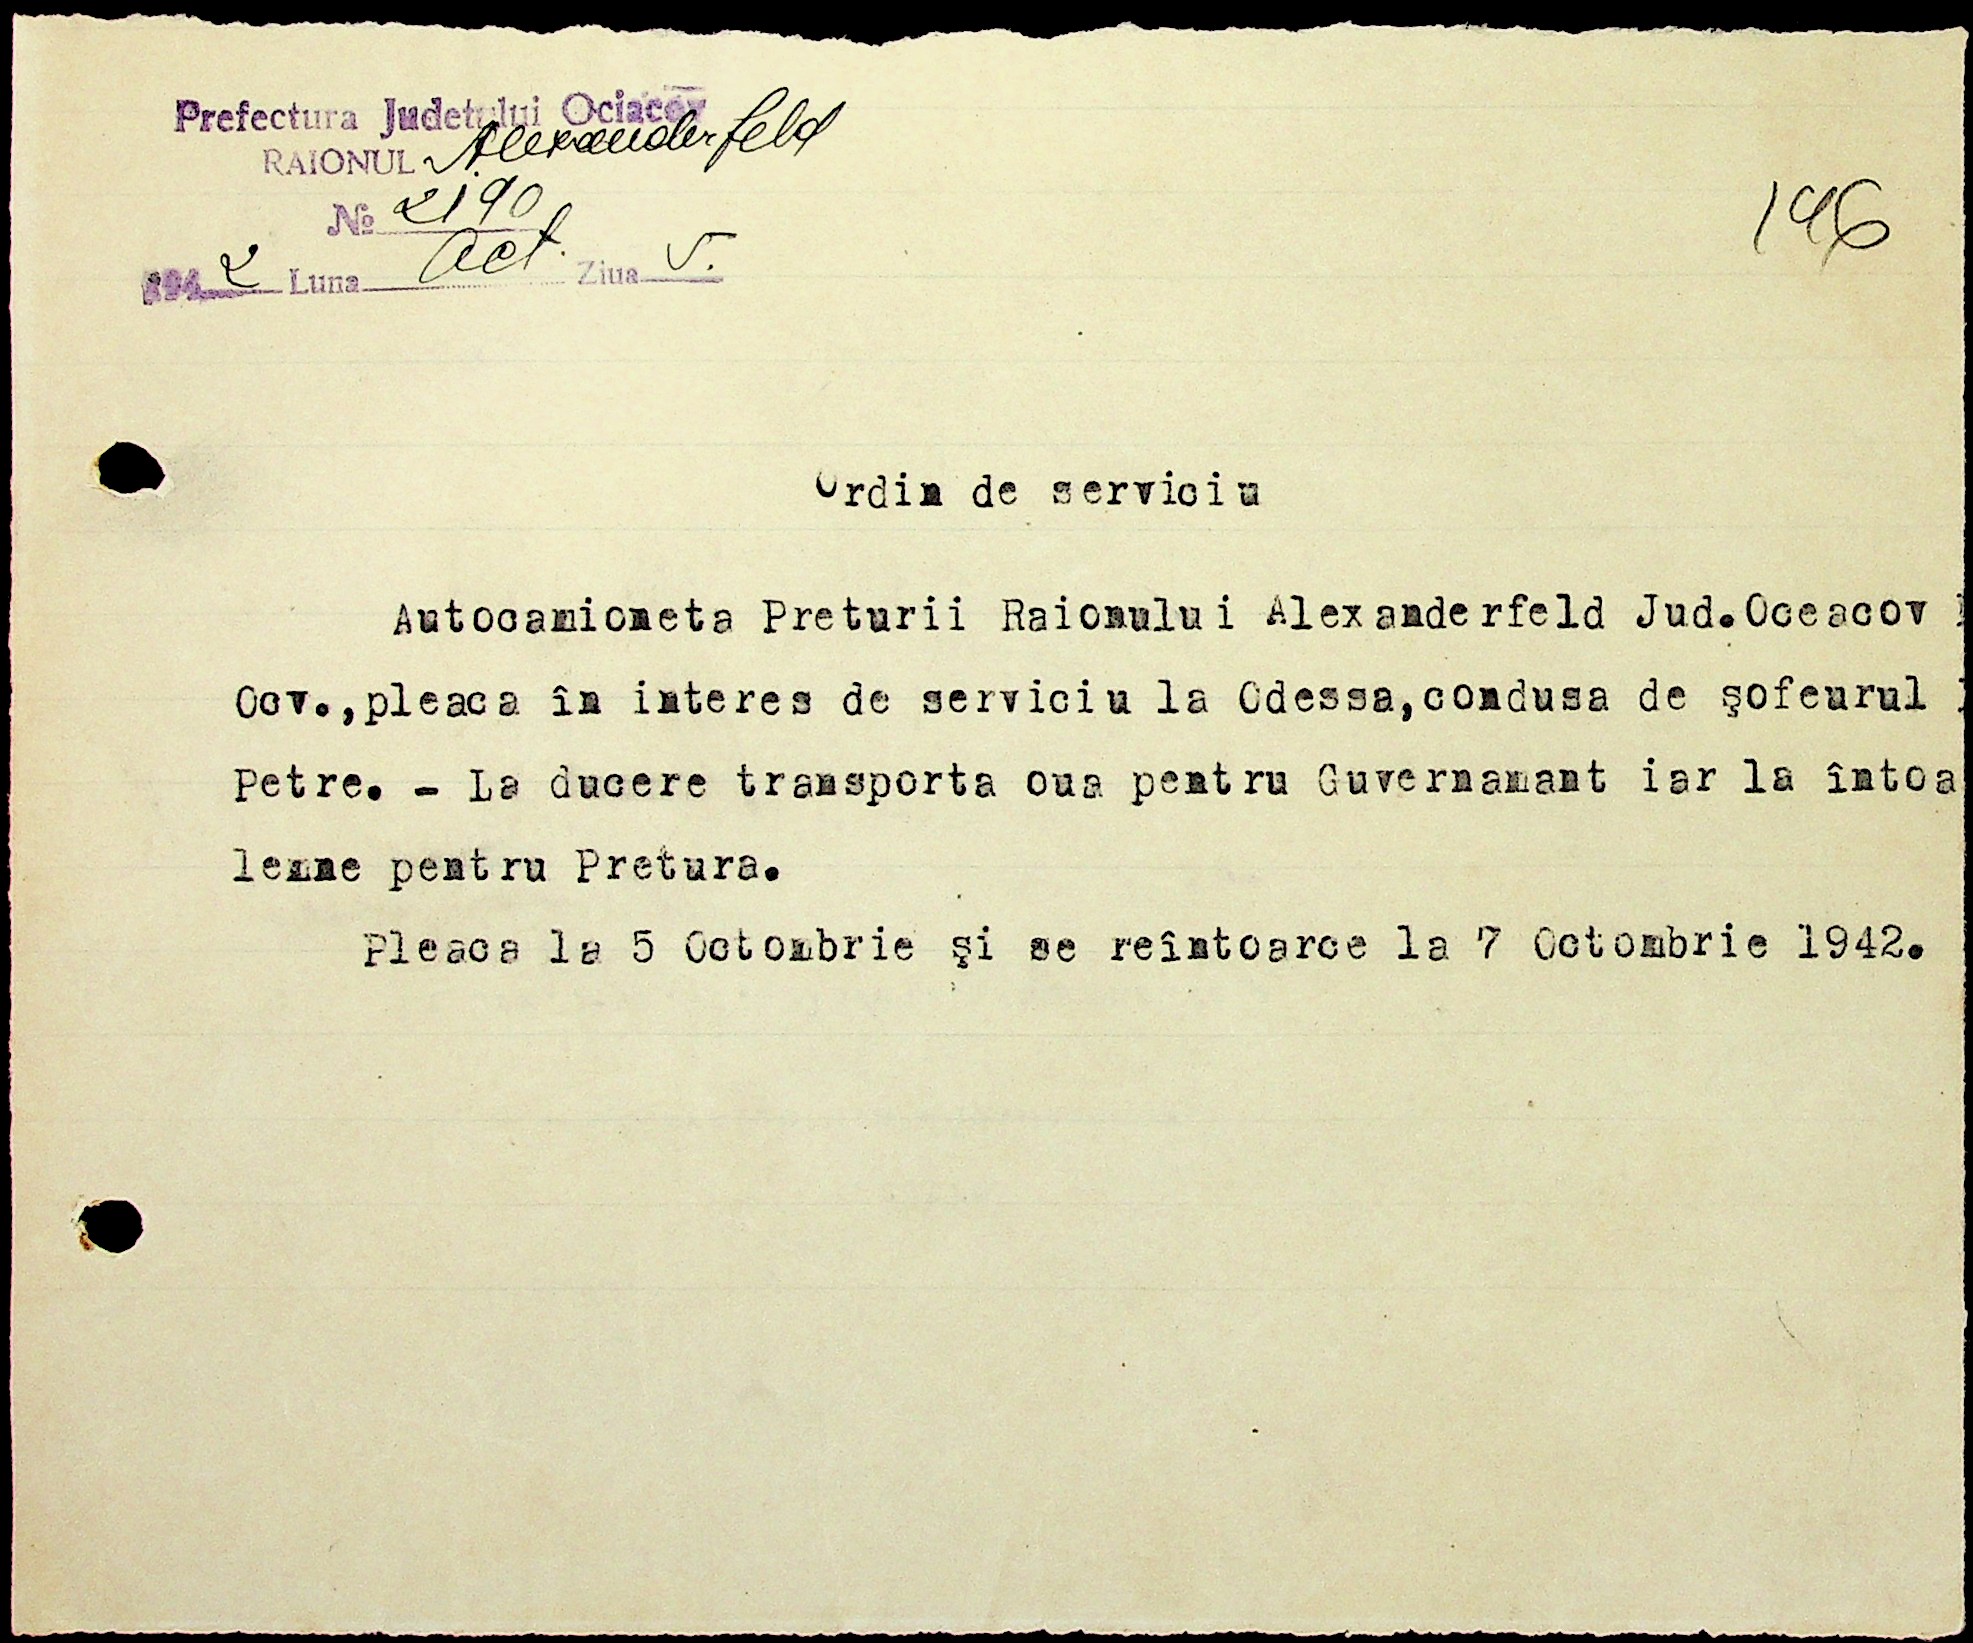 Prefectura Judetului Ociacov
RAIONUL Alexanderfeld
№ 2190
1942 Luna Oct. Ziua 5.
196
Ordin de serviciu
Autocamioneta Preturii Raionului Alexanderfeld Jud.Oceacov
Ocv.,pleaca în interes de serviciu la Odessa,condusa de şofeurul
Petre. - La ducere transporta oua pentru Guvernamant iar la întoa
lemne pentru Pretura.
Pleaca la 5 Octombrie şi se reîntoarce la 7 Octombrie 1942.